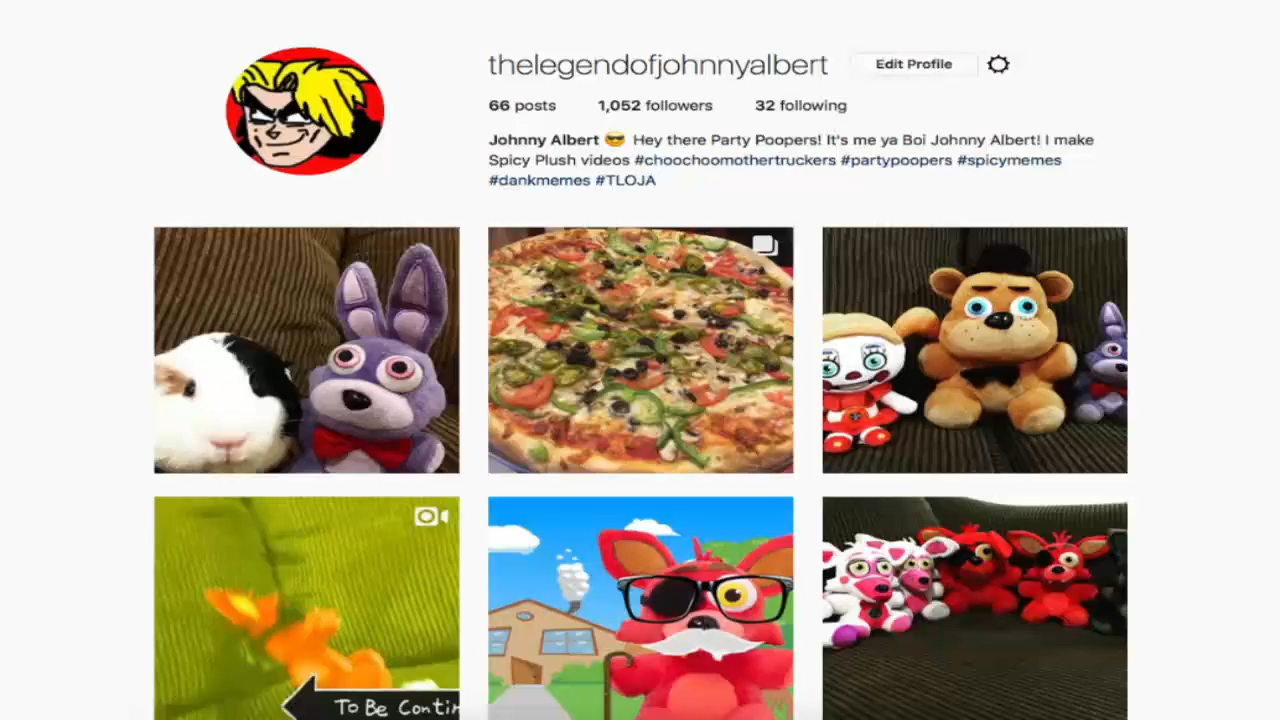 thelegendofjohnnyalbert Edit Profile
66 posts 1,052 followers 32 following
Johnny Albert 😎 Hey there Party Poopers! It's me ya Boi Johnny Albert! I make
Spicy Plush videos #choochoomothertruckers #partypoopers #spicymemes
#dankmemes #TLOJA
To Be Contin